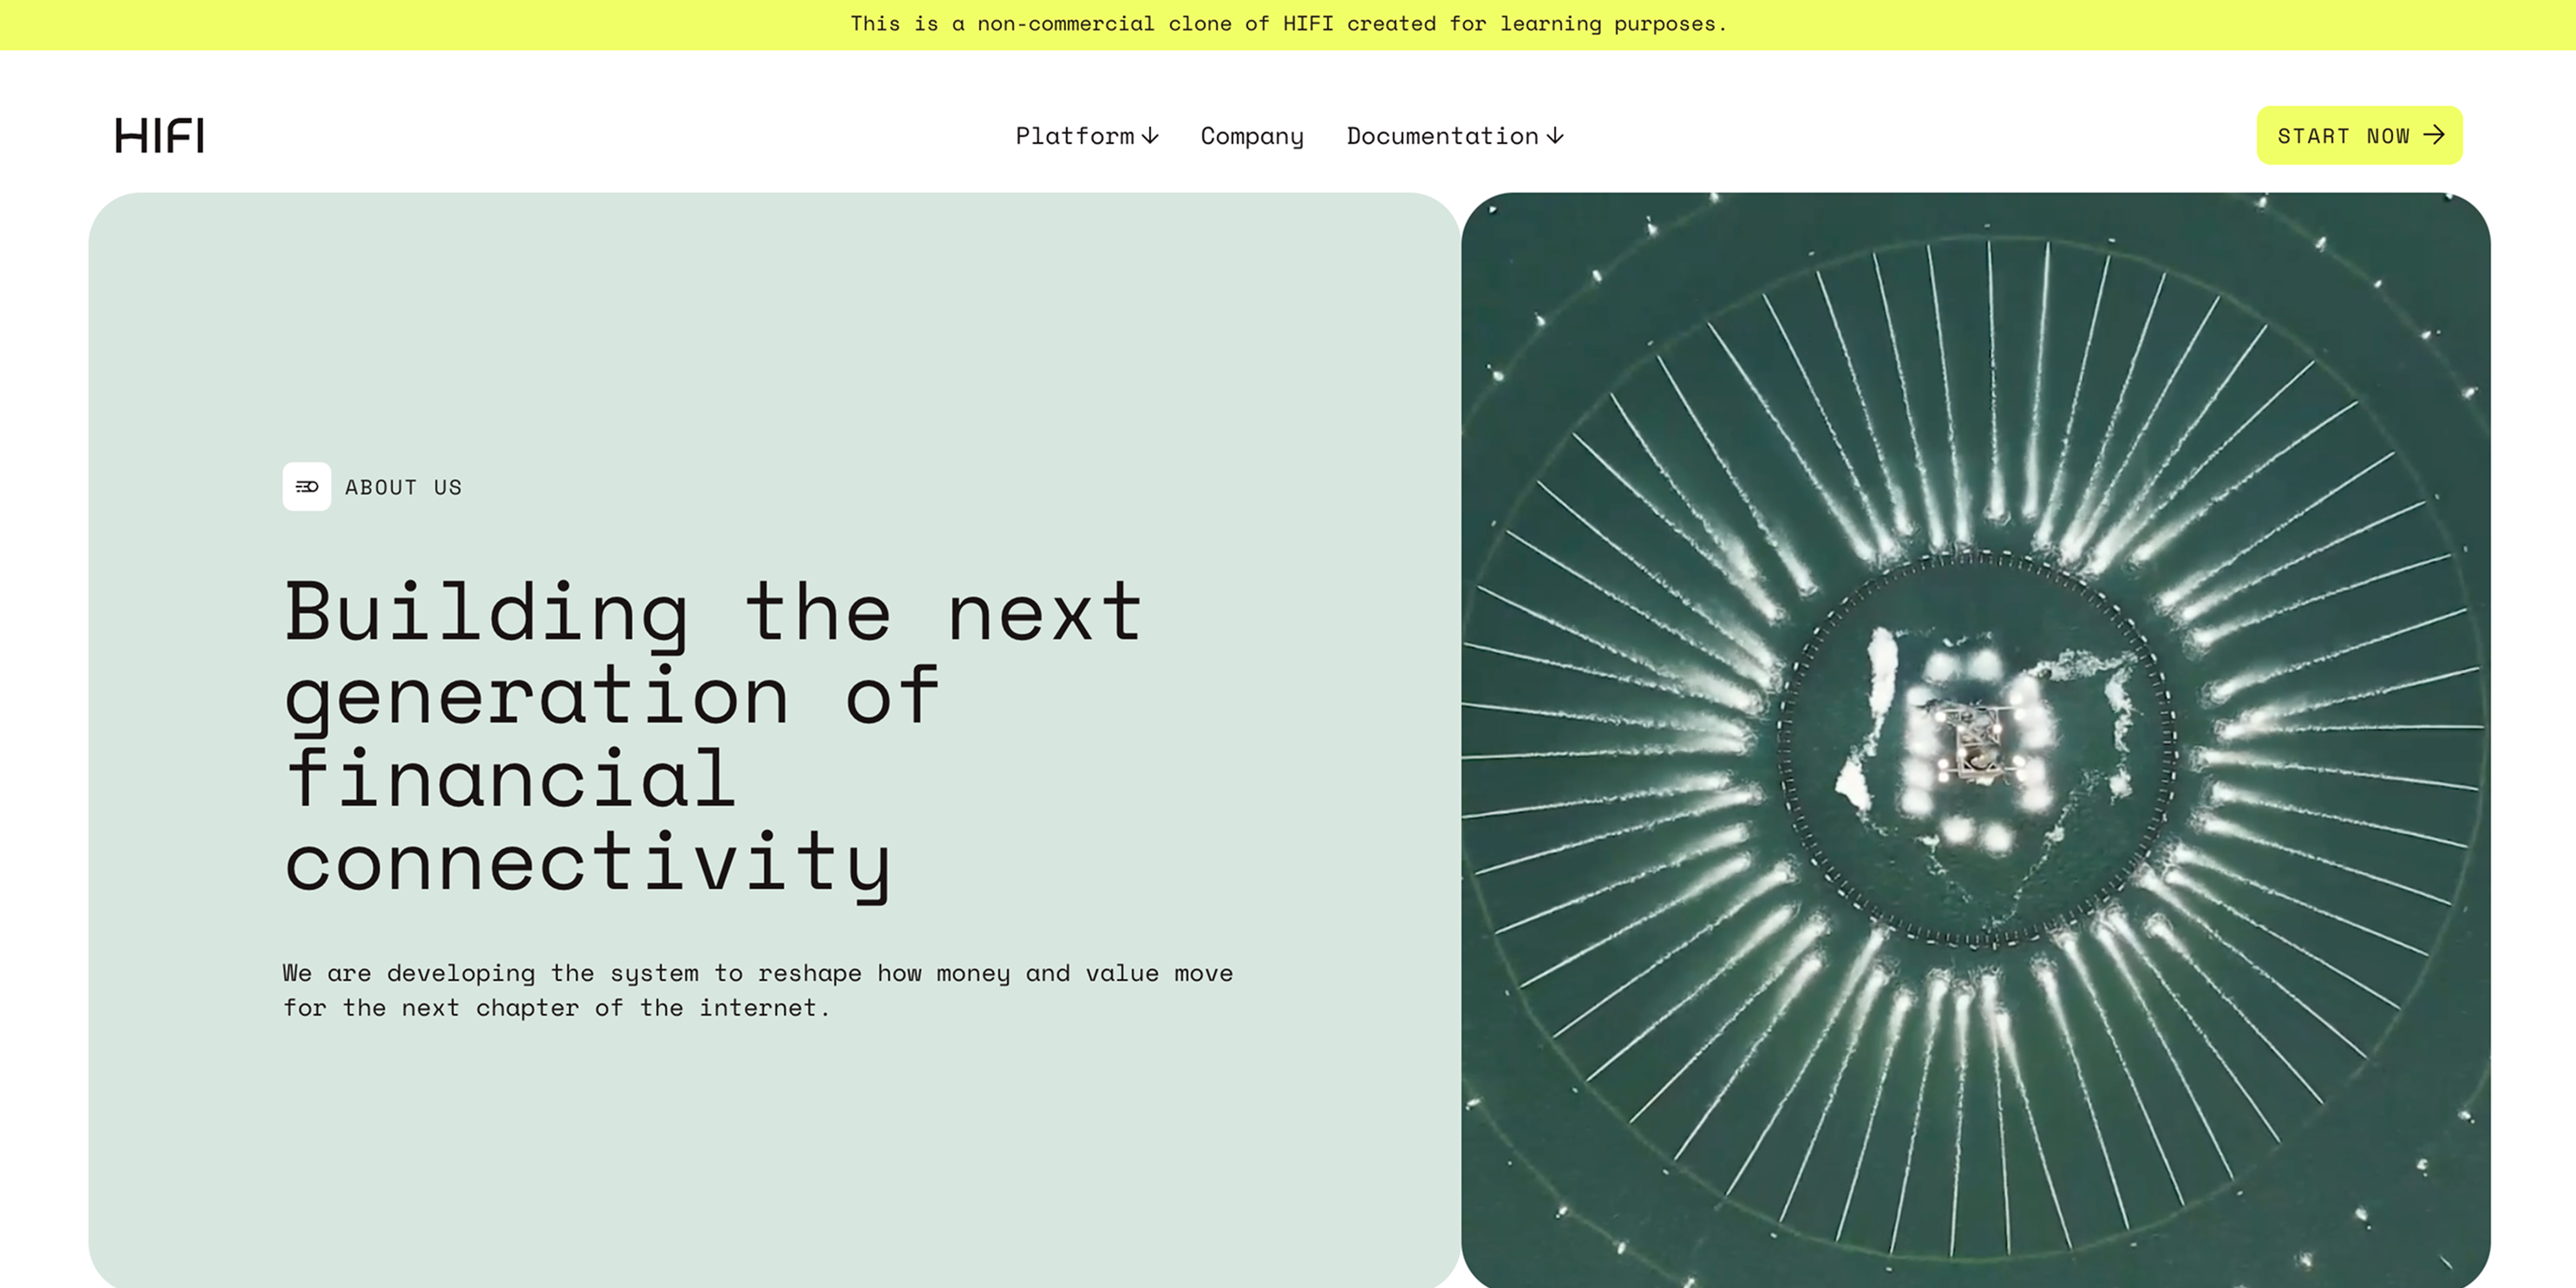 This is a non-commercial clone of HIFI created for learning purposes.
HIFI
Platform
Company
Documentation
START NOW
ABOUT US
Building the next
generation of
financial
connectivity
We are developing the system to reshape how money and value move
for the next chapter of the internet.